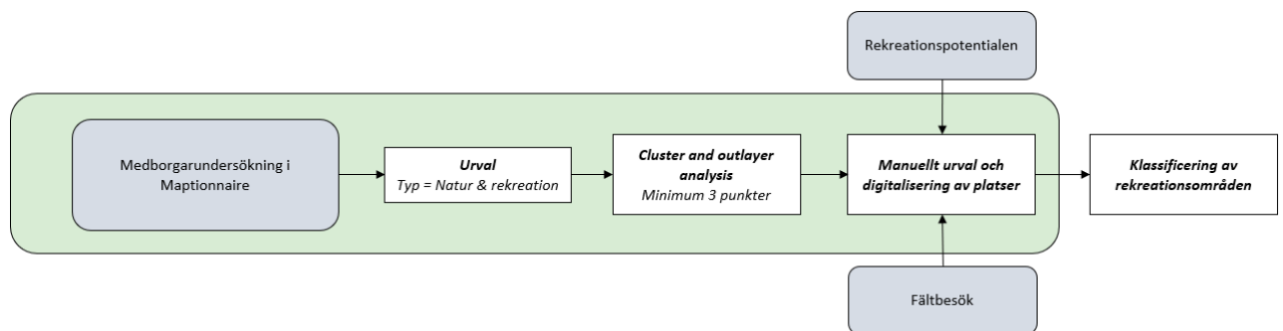 Rekreationspotentialen
Medborgarundersökning i
Maptionnaire
Urval
Typ = Natur & rekreation
Cluster and outlayer
analysis
Minimum 3 punkter
Manuellt urval och
digitalisering av platser
Klassificering av
rekreationsområden
Fältbesök